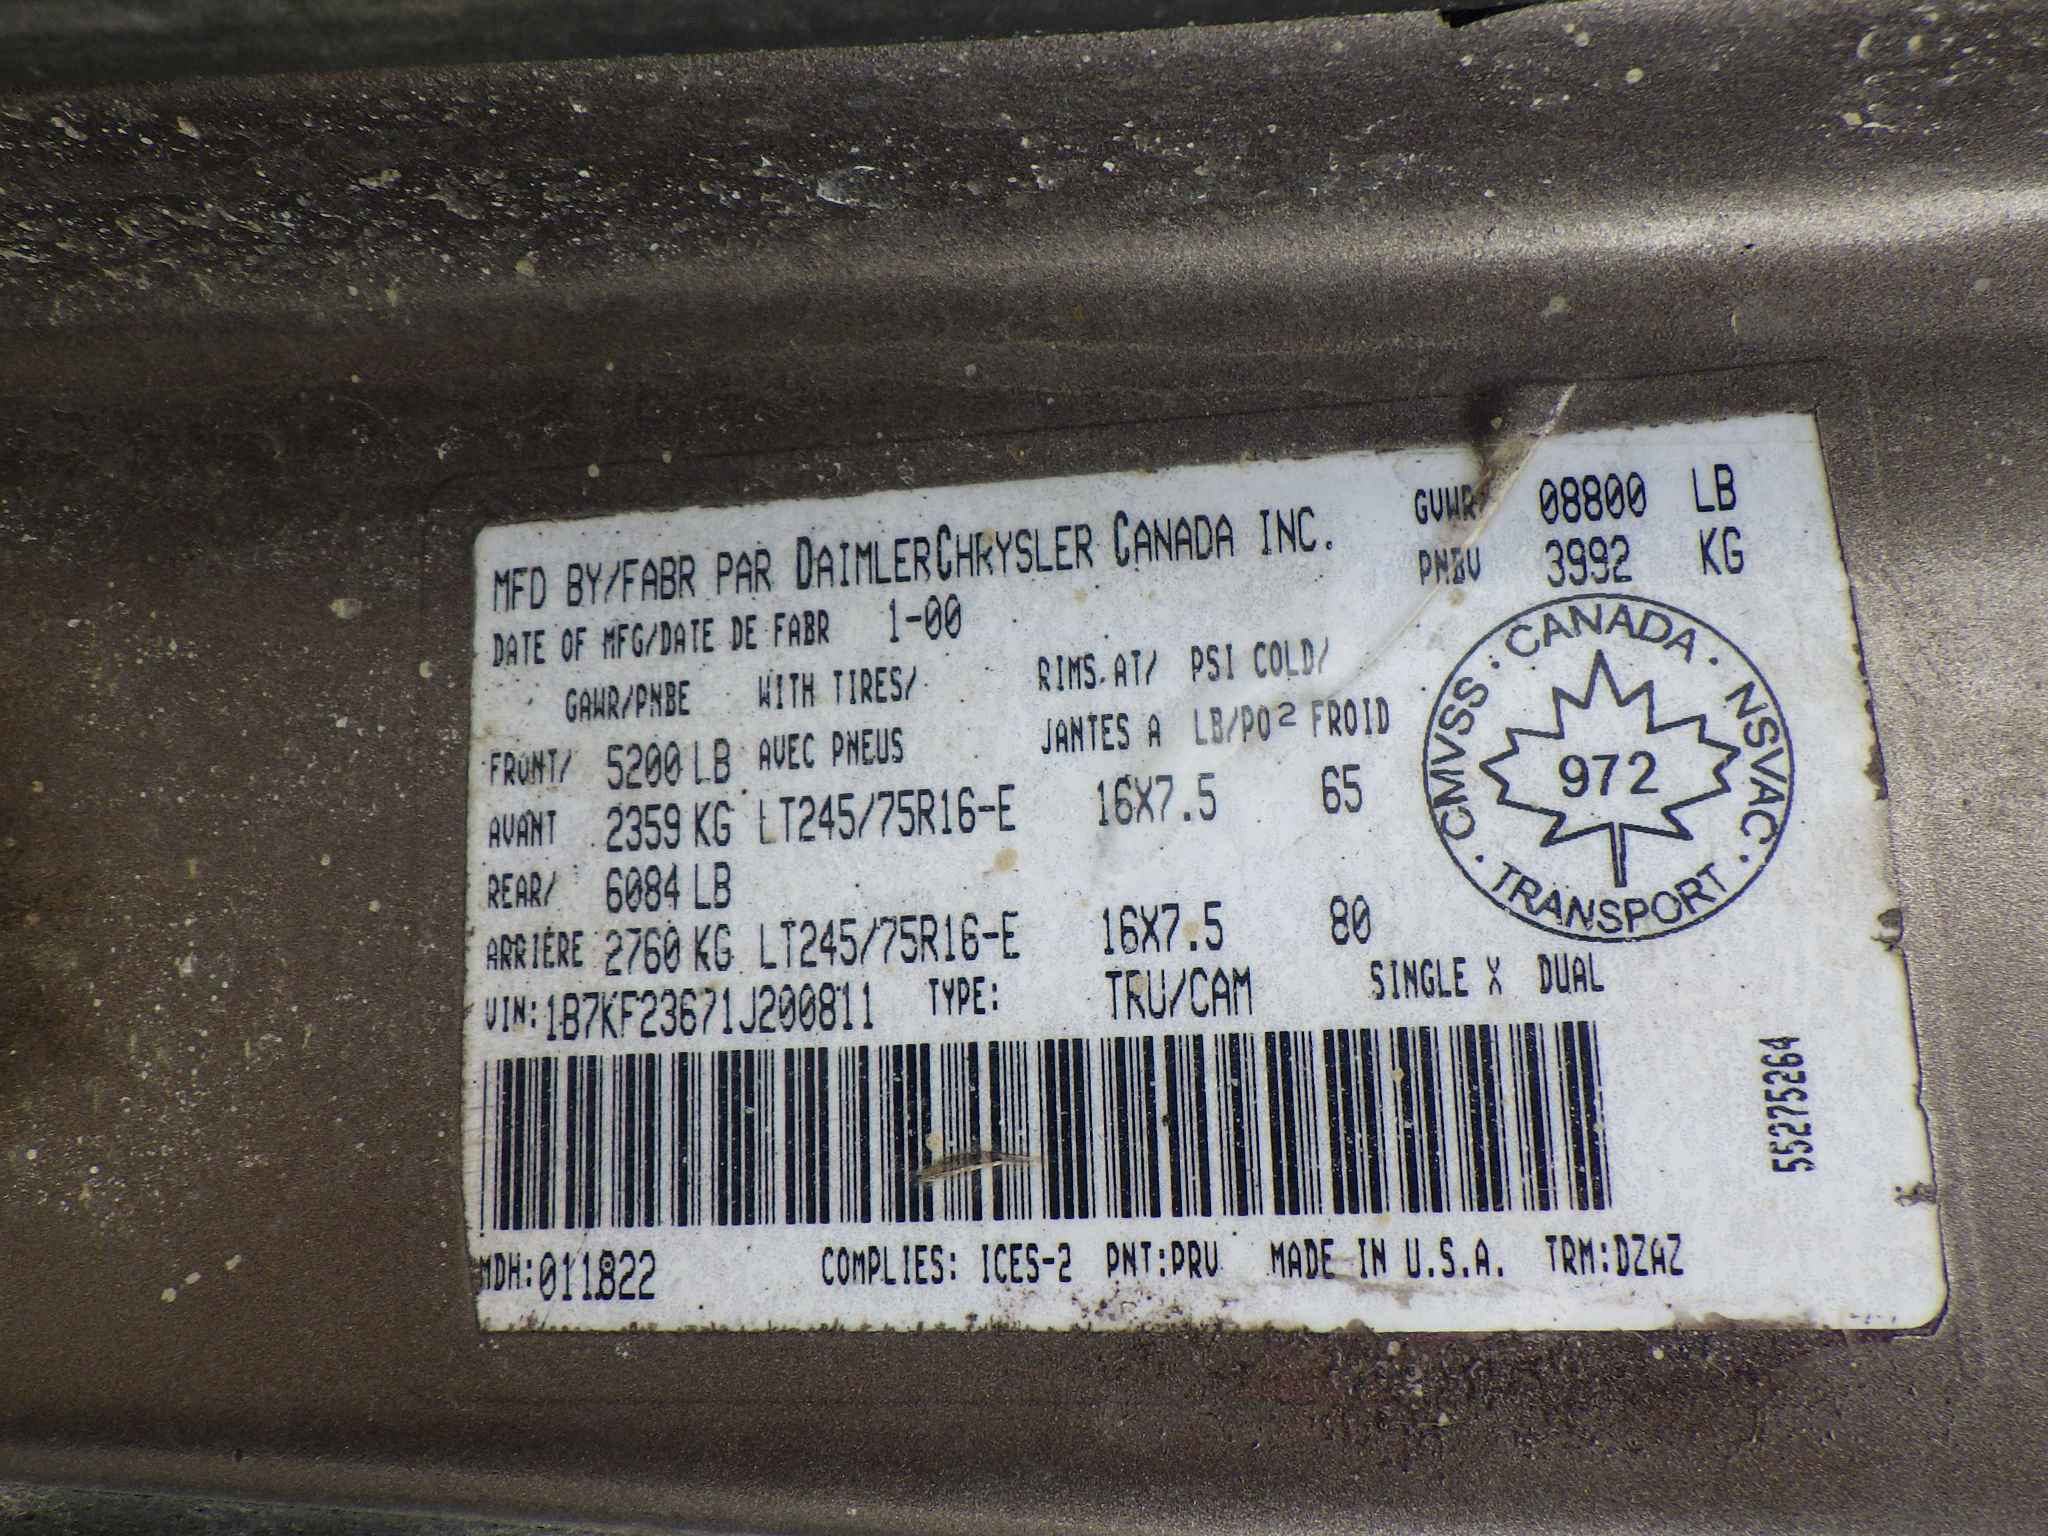 MFD BY/FABR PAR DAIMLERCHRYSLER CANADA INC.
GVWR 08800 LB
PNBV 3992 KG
DATE OF MFG/DATE DE FABR 1-00
GAWR/PNBE WITH TIRES/ RIMS AT/ PSI COLD/
AVEC PNEUS JANTES A LB/PO² FROID
FRONT/ 5200 LB
AVANT 2359 KG LT245/75R16-E 16X7.5 65
REAR/ 6084 LB
ARRIÈRE 2760 KG LT245/75R16-E 16X7.5 80
VIN: 1B7KF23671J200811 TYPE: TRU/CAM SINGLE X DUAL
CANADA · NSVAC · TRANSPORT · CMVSS ·
972
55275264
MDH: 011822 COMPLIES: ICES-2 PNT:PRV MADE IN U.S.A. TRM:DZAZ